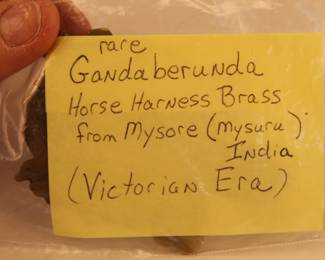 rare
Gandaberunda
Horse Harness Brass
from Mysore (mysuru)
India
(Victorian Era)